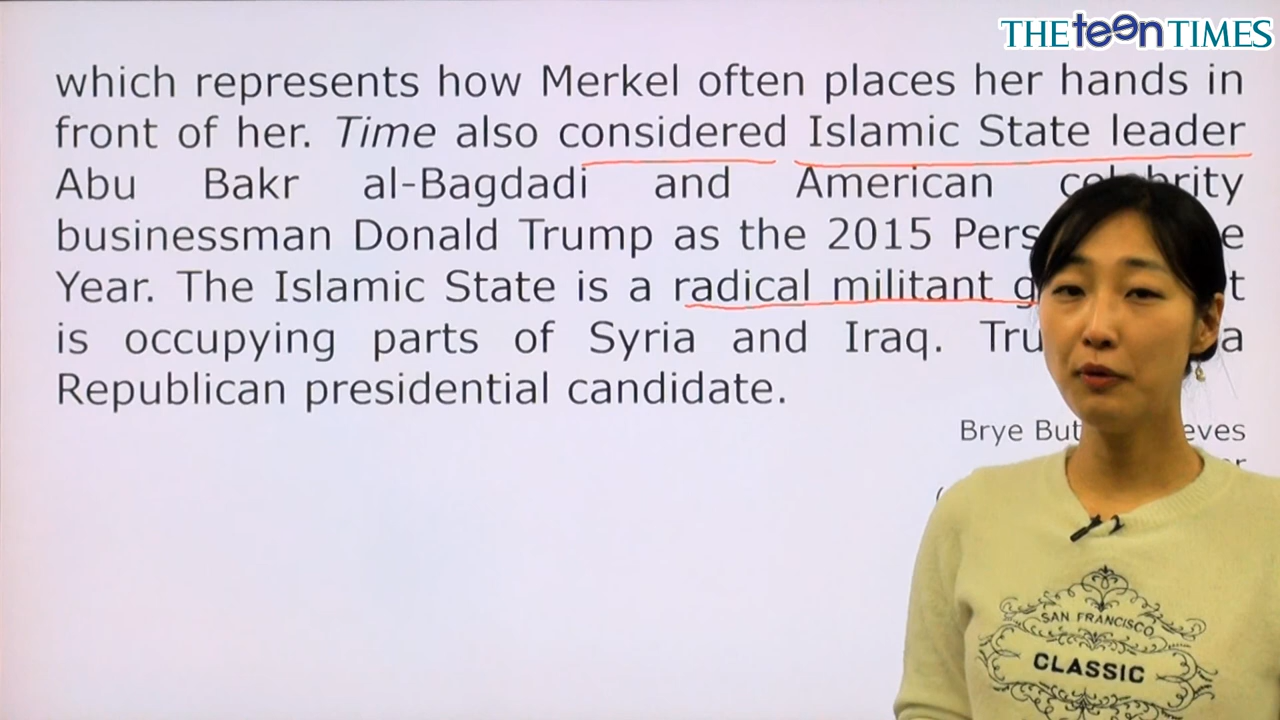 THE teen TIMES
which represents how Merkel often places her hands in
front of her. Time also considered Islamic State leader
Abu Bakr al-Bagdadi and American
businessman Donald Trump as the 2015
Year. The Islamic State is a radical militant
is occupying parts of Syria and Iraq. a
Republican presidential candidate.
Brye
SAN FRANCISCO
CLASSIC